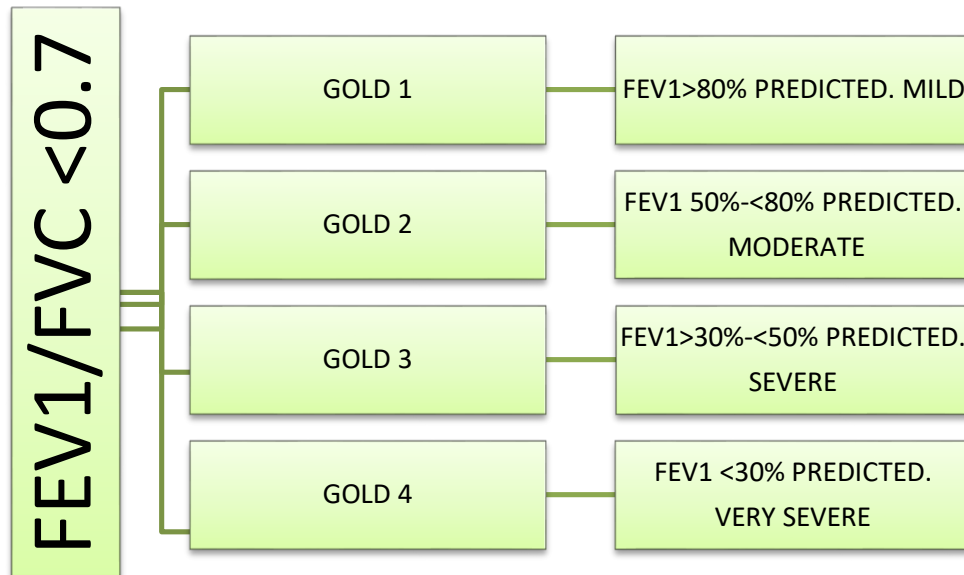 FEV1/FVC <0.7
GOLD 1
FEV1>80% PREDICTED. MILD
GOLD 2
FEV1 50%-<80% PREDICTED.
MODERATE
GOLD 3
FEV1>30%-<50% PREDICTED.
SEVERE
GOLD 4
FEV1 <30% PREDICTED.
VERY SEVERE